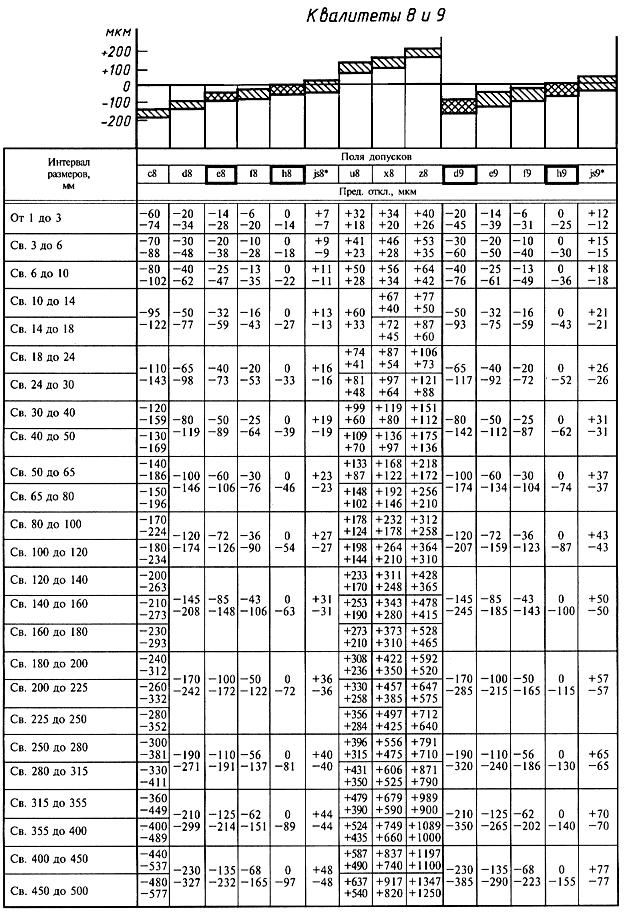 Квалитеты 8 и 9
МКМ
+200
+100
0
−100
−200
Интервал размеров, мм
Поля допусков
c8 d8 e8 f8 h8 js8* u8 x8 z8 d9 e9 f9 h9 js9*
Пред. откл., мкм
От 1 до 3 −60 −20 −14 −6 0 +7 +32 +34 +40 −20 −14 −6 0 +12
−74 −34 −28 −20 −14 −7 +18 +20 +26 −45 −39 −31 −25 −12
Св. 3 до 6 −70 −30 −20 −10 0 +9 +41 +46 +53 −30 −20 −10 0 +15
−88 −48 −38 −28 −18 −9 +23 +28 +35 −60 −50 −40 −30 −15
Св. 6 до 10 −80 −40 −25 −13 0 +11 +50 +56 +64 −40 −25 −13 0 +18
−102 −62 −47 −35 −22 −11 +28 +34 +42 −76 −61 −49 −36 −18
Св. 10 до 14 +67 +77
+40 +50
−95 −50 −32 −16 0 +13 +60 −50 −32 −16 0 +21
−122 −77 −59 −43 −27 −13 +33 −93 −75 −59 −43 −21
Св. 14 до 18 +72 +87
+45 +60
Св. 18 до 24 +74 +87 +106
+41 +54 +73
−110 −65 −40 −20 0 +16 −65 −40 −20 0 +26
−143 −98 −73 −53 −33 −16 −117 −92 −72 −52 −26
Св. 24 до 30 +81 +97 +121
+48 +64 +88
Св. 30 до 40 −120 +99 +119 +151
−159 +60 +80 +112
−80 −50 −25 0 +19 −80 −50 −25 0 +31
−119 −89 −64 −39 −19 −142 −112 −87 −62 −31
Св. 40 до 50 −130 +109 +136 +175
−169 +70 +97 +136
Св. 50 до 65 −140 +133 +168 +218
−186 +87 +122 +172
−100 −60 −30 0 +23 −100 −60 −30 0 +37
−146 −106 −76 −46 −23 −174 −134 −104 −74 −37
Св. 65 до 80 −150 +148 +192 +256
−196 +102 +146 +210
Св. 80 до 100 −170 +178 +232 +312
−224 +124 +178 +258
−120 −72 −36 0 +27 −120 −72 −36 0 +43
−174 −126 −90 −54 −27 −207 −159 −123 −87 −43
Св. 100 до 120 −180 +198 +264 +364
−234 +144 +210 +310
Св. 120 до 140 −200 +233 +311 +428
−263 +170 +248 +365
Св. 140 до 160 −210 −145 −85 −43 0 +31 +253 +343 +478 −145 −85 −43 0 +50
−273 −208 −148 −106 −63 −31 +190 +280 +415 −245 −185 −143 −100 −50
Св. 160 до 180 −230 +273 +373 +528
−293 +210 +310 +465
Св. 180 до 200 −240 +308 +422 +592
−312 +236 +350 +520
Св. 200 до 225 −260 −170 −100 −50 0 +36 +330 +457 +647 −170 −100 −50 0 +57
−332 −242 −172 −122 −72 −36 +258 +385 +575 −285 −215 −165 −115 −57
Св. 225 до 250 −280 +356 +497 +712
−352 +284 +425 +640
Св. 250 до 280 −300 +396 +556 +791
−381 +315 +475 +710
−190 −110 −56 0 +40 −190 −110 −56 0 +65
−271 −191 −137 −81 −40 −320 −240 −186 −130 −65
Св. 280 до 315 −330 +431 +606 +871
−411 +350 +525 +790
Св. 315 до 355 −360 +479 +679 +989
−449 +390 +590 +900
−210 −125 −62 0 +44 −210 −125 −62 0 +70
−299 −214 −151 −89 −44 −350 −265 −202 −140 −70
Св. 355 до 400 −400 +524 +749 +1089
−489 +435 +660 +1000
Св. 400 до 450 −440 +587 +837 +1197
−537 +490 +740 +1100
−230 −135 −68 0 +48 −230 −135 −68 0 +77
−327 −232 −165 −97 −48 −385 −290 −223 −155 −77
Св. 450 до 500 −480 +637 +917 +1347
−577 +540 +820 +1250